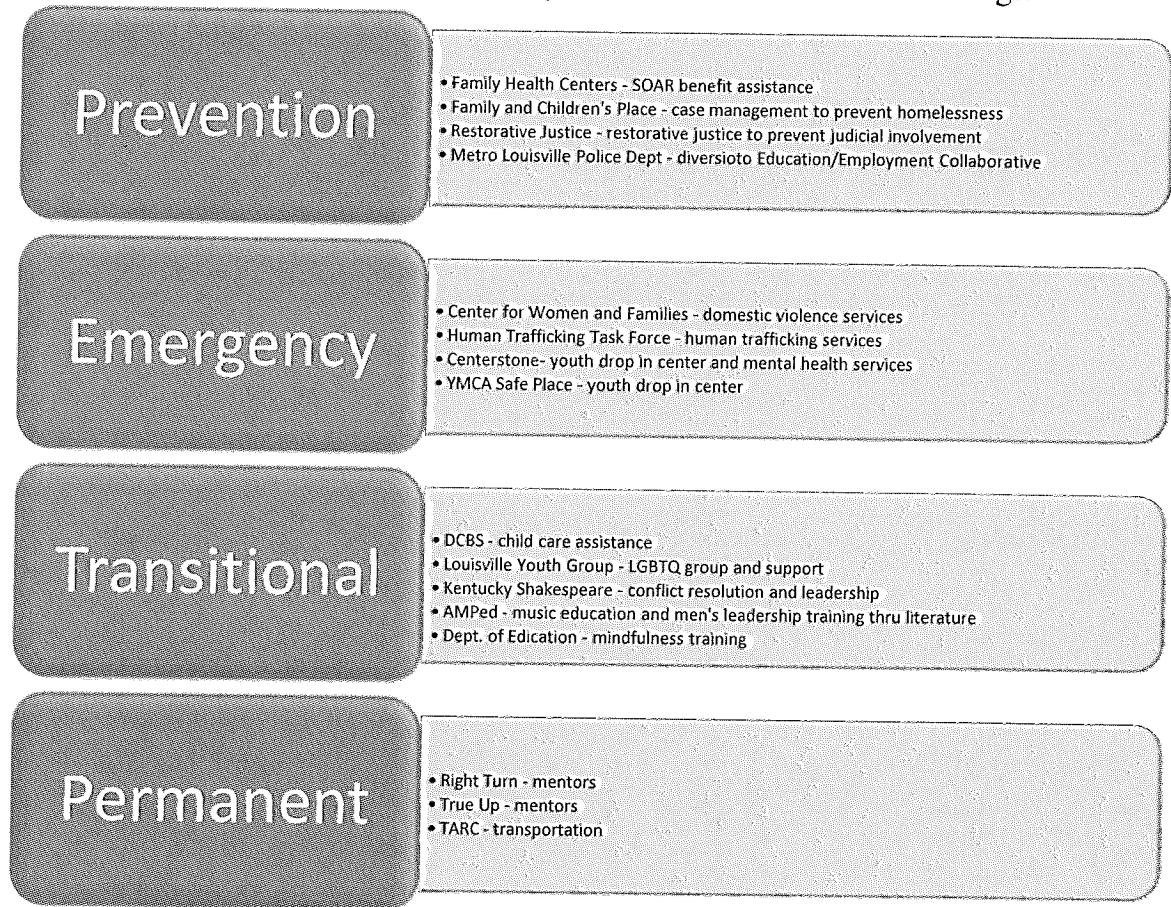 Prevention
• Family Health Centers - SOAR benefit assistance
• Family and Children's Place - case management to prevent homelessness
• Restorative Justice - restorative justice to prevent judicial involvement
• Metro Louisville Police Dept - diversioto Education/Employment Collaborative
Emergency
• Center for Women and Families - domestic violence services
• Human Trafficking Task Force - human trafficking services
• Centerstone- youth drop in center and mental health services
• YMCA Safe Place - youth drop in center
Transitional
• DCBS - child care assistance
• Louisville Youth Group - LGBTQ group and support
• Kentucky Shakespeare - conflict resolution and leadership
• AMPed - music education and men's leadership training thru literature
• Dept. of Edication - mindfulness training
Permanent
• Right Turn - mentors
• True Up - mentors
• TARC - transportation